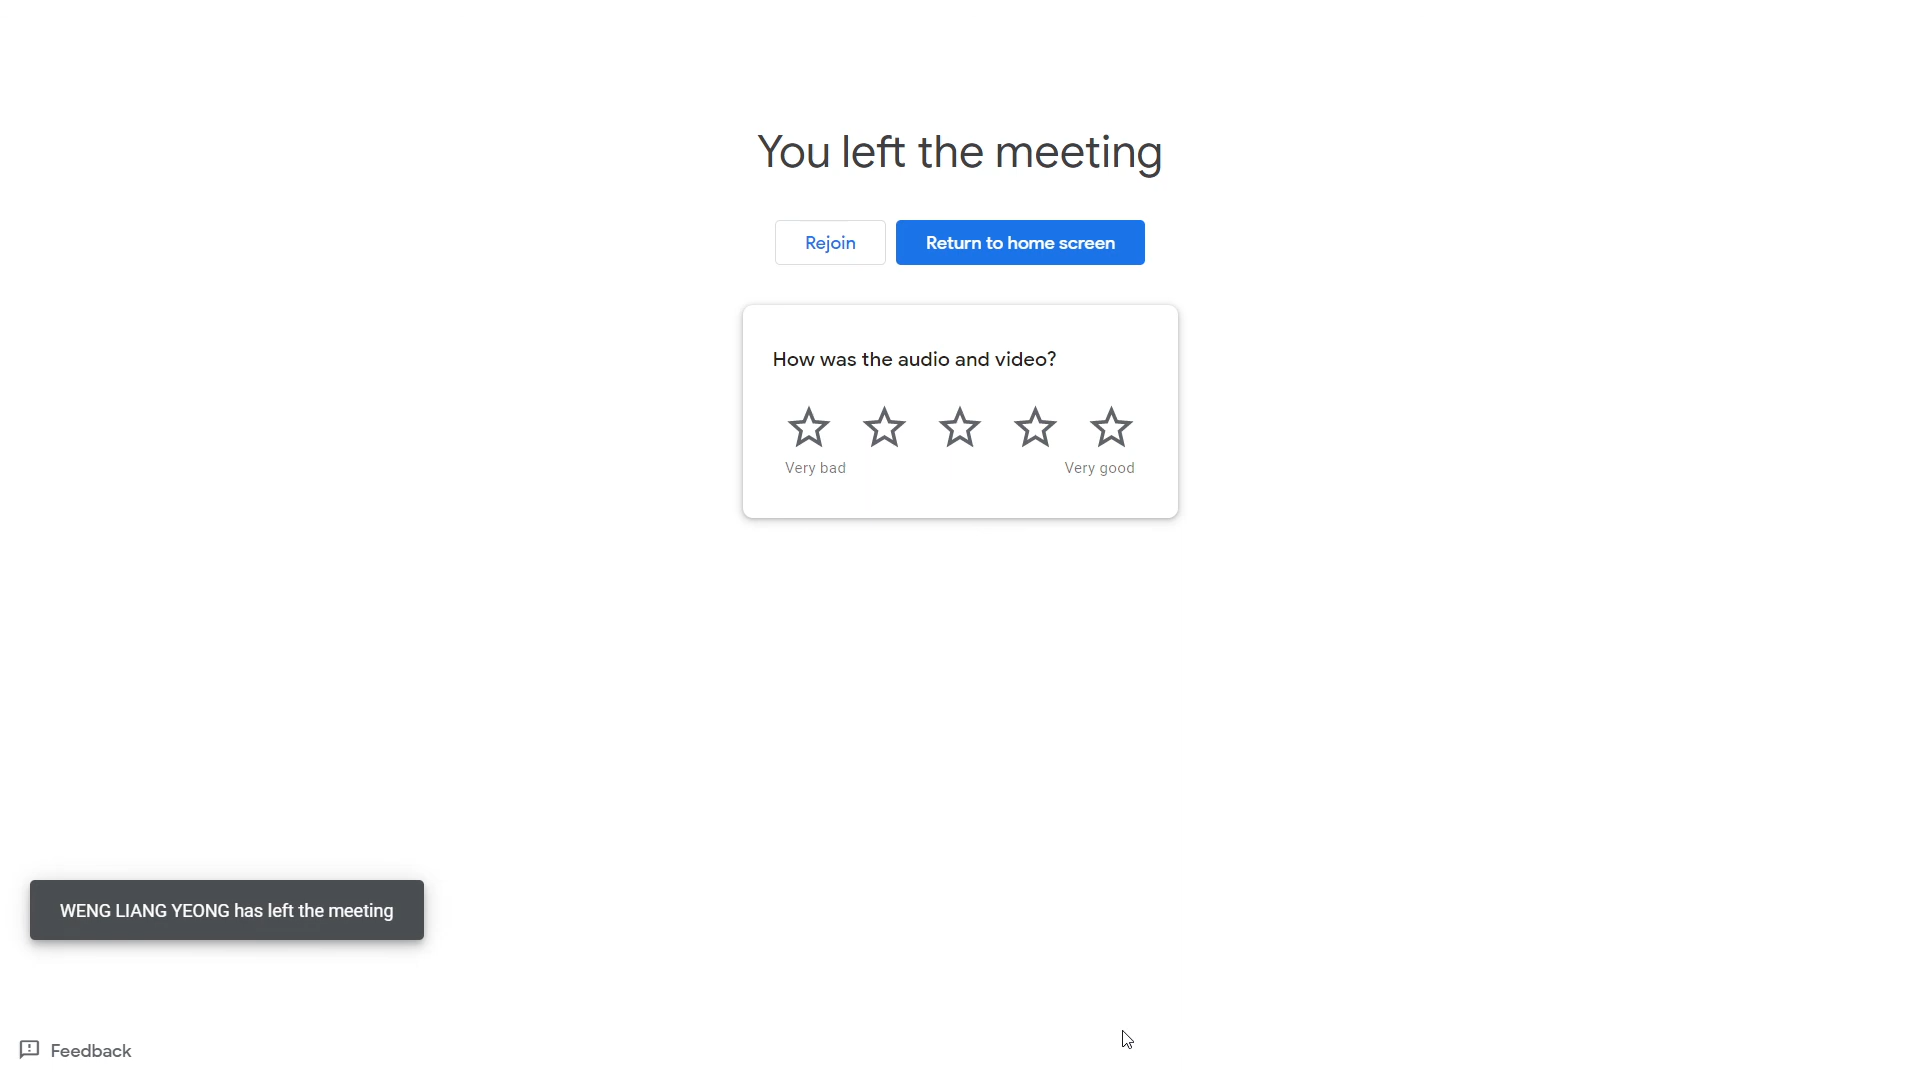 You left the meeting
Rejoin
Return to home screen
How was the audio and video?
Very bad
Very good
WENG LIANG YEONG has left the meeting
Feedback